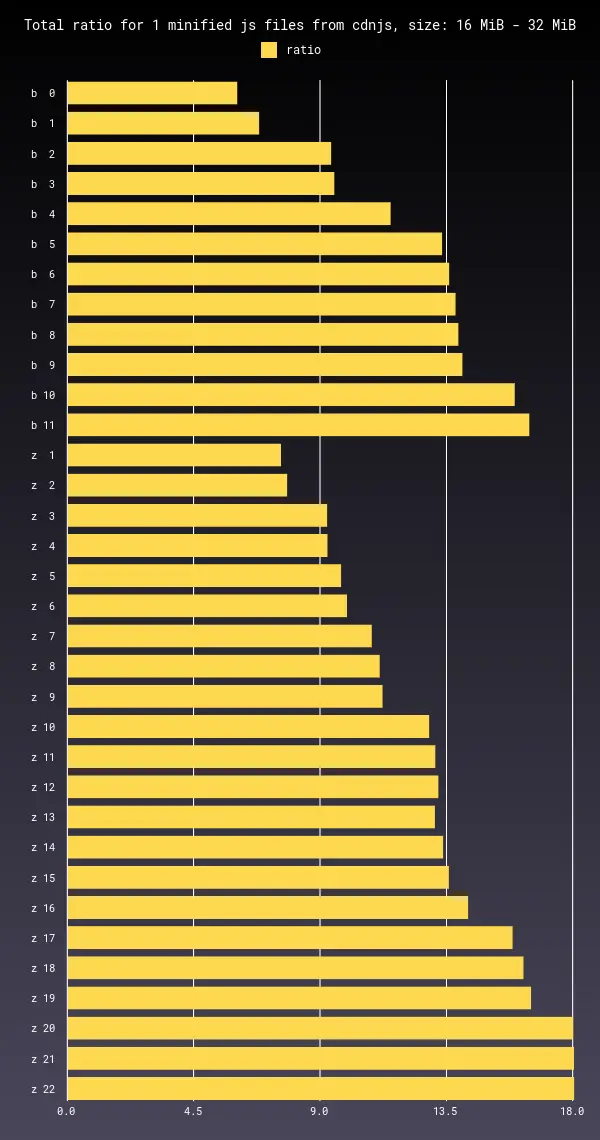 Total ratio for 1 minified js files from cdnjs, size: 16 MiB - 32 MiB
ratio
b 0
b 1
b 2
b 3
b 4
b 5
b 6
b 7
b 8
b 9
b 10
b 11
z 1
z 2
z 3
z 4
z 5
z 6
z 7
z 8
z 9
z 10
z 11
z 12
z 13
z 14
z 15
z 16
z 17
z 18
z 19
z 20
z 21
z 22
0.0 4.5 9.0 13.5 18.0